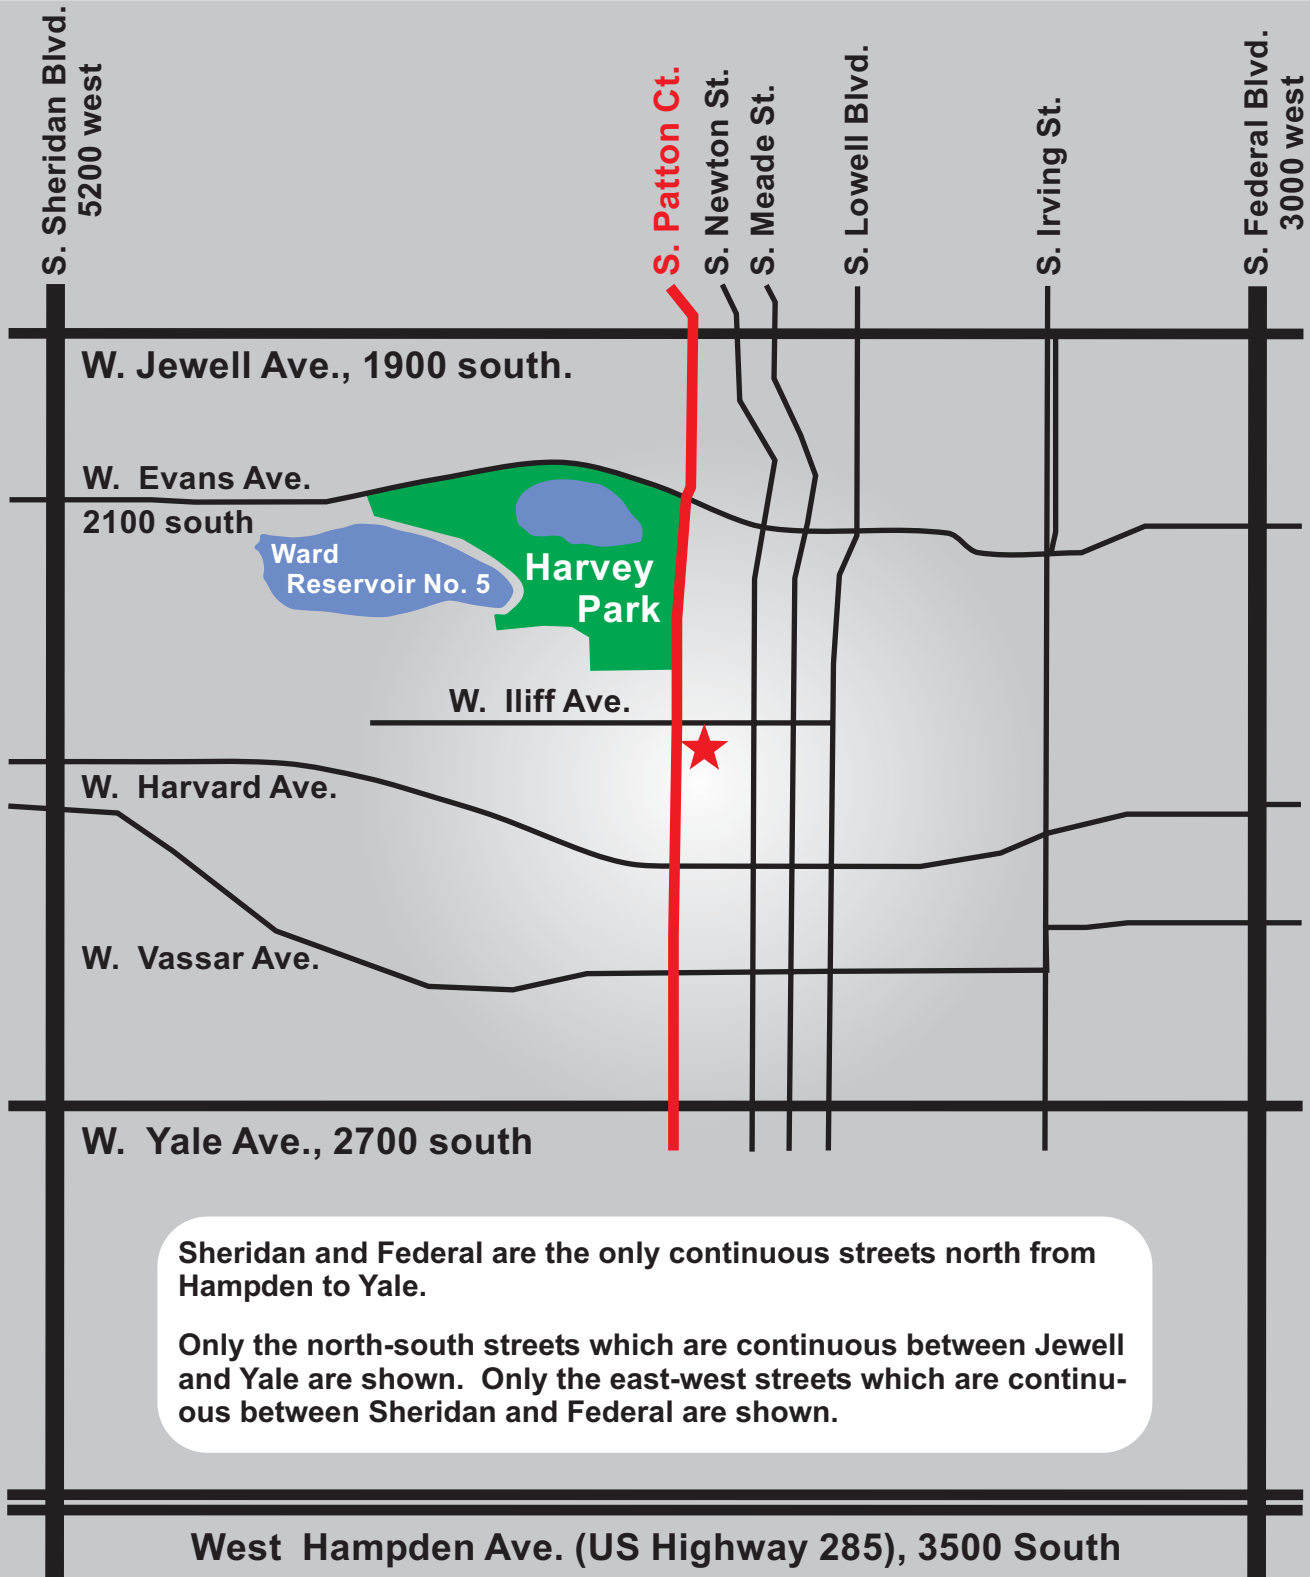 S. Sheridan Blvd.
5200 west
S. Patton Ct.
S. Newton St.
S. Meade St.
S. Lowell Blvd.
S. Irving St.
S. Federal Blvd.
3000 west
W. Jewell Ave., 1900 south.
W. Evans Ave.
2100 south
Ward
Reservoir No. 5
Harvey
Park
W. Iliff Ave.
W. Harvard Ave.
W. Vassar Ave.
W. Yale Ave., 2700 south
Sheridan and Federal are the only continuous streets north from
Hampden to Yale.
Only the north-south streets which are continuous between Jewell
and Yale are shown. Only the east-west streets which are continu-
ous between Sheridan and Federal are shown.
West Hampden Ave. (US Highway 285), 3500 South